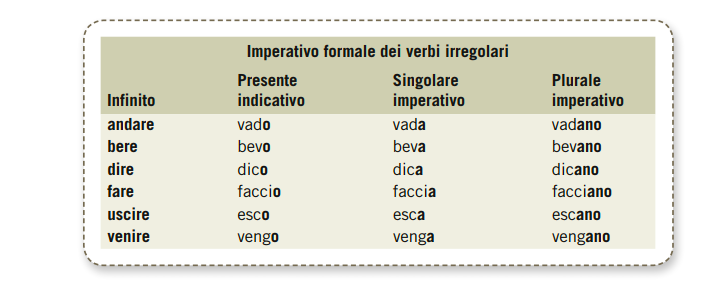 Imperativo formale dei verbi irregolari
Presente Singolare Plurale
Infinito indicativo imperativo imperativo
andare vado vada vadano
bere bevo beva bevano
dire dico dica dicano
fare faccio faccia facciano
uscire esco esca escano
venire vengo venga vengano